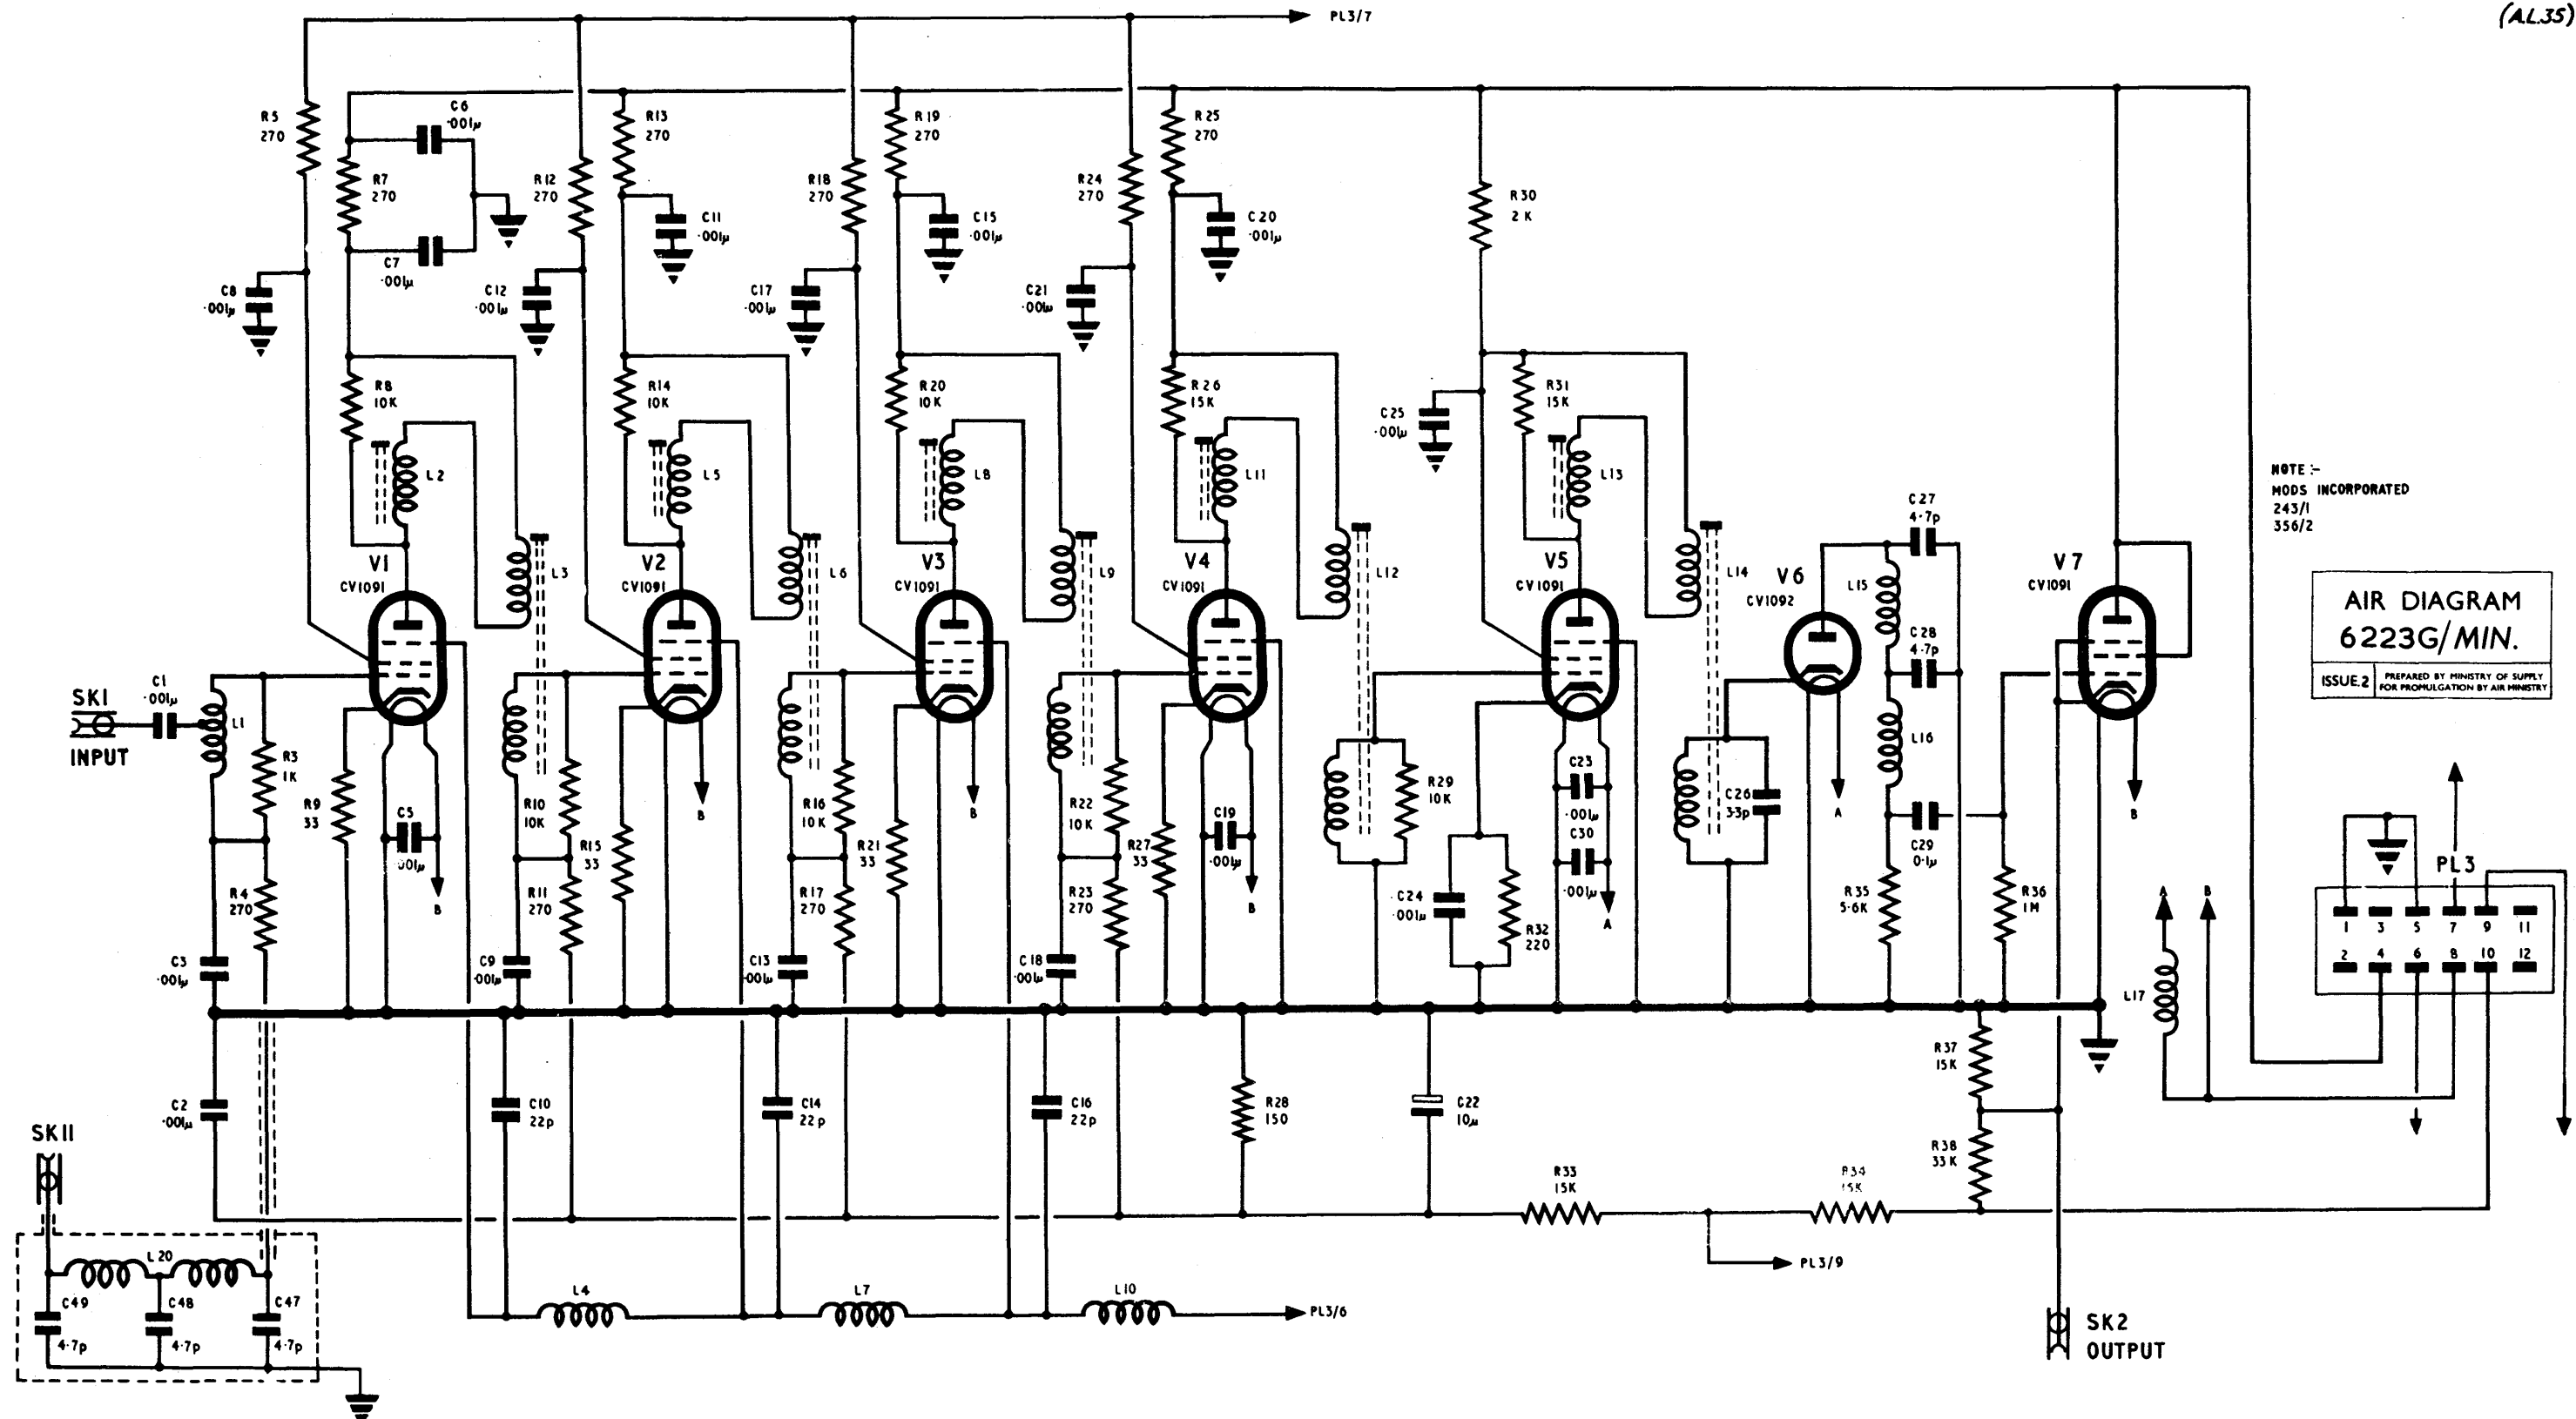 (A.L.35)
PL3/7
R5
270
C6
·001µ
R7
270
C7
·001µ
C8
·001µ
R12
270
R13
270
C11
·001µ
C12
·001µ
R18
270
R19
270
C15
·001µ
C17
·001µ
R24
270
R25
270
C20
·001µ
C21
·001µ
R30
2K
R8
10K
L2
R14
10K
L5
R20
10K
L8
R26
15K
L11
C25
·001µ
R31
15K
L13
NOTE:-
MODS INCORPORATED
243/1
356/2
V1
CV1091
L3
V2
CV1091
L6
V3
CV1091
L9
V4
CV1091
L12
V5
CV1091
L14
V6
CV1092
L15
C27
4·7p
C28
4·7p
V7
CV1091
AIR DIAGRAM
6223G/MIN.
ISSUE.2
PREPARED BY MINISTRY OF SUPPLY
FOR PROMULGATION BY AIR MINISTRY
SK1
INPUT
C1
·001µ
L1
R3
1K
R9
33
C5
·001µ
B
R4
270
C3
·001µ
R10
10K
R15
33
B
R11
270
C9
·001µ
R16
10K
R21
33
B
R17
270
C13
·001µ
R22
10K
R27
33
C19
·001µ
B
R23
270
C18
·001µ
R29
10K
C24
·001µ
R32
220
C23
·001µ
C30
·001µ
A
C26
3·3p
A
L16
C29
0·1µ
R35
5·6K
R36
1M
B
A
B
L17
PL3
1
3
5
7
9
11
2
4
6
8
10
12
C2
·001µ
C10
22p
C14
22p
C16
22p
R28
150
C22
10µ
R33
15K
R34
15K
R37
15K
R38
33K
PL3/9
SK11
L20
C49
4·7p
C48
4·7p
C47
4·7p
L4
L7
L10
PL3/6
SK2
OUTPUT